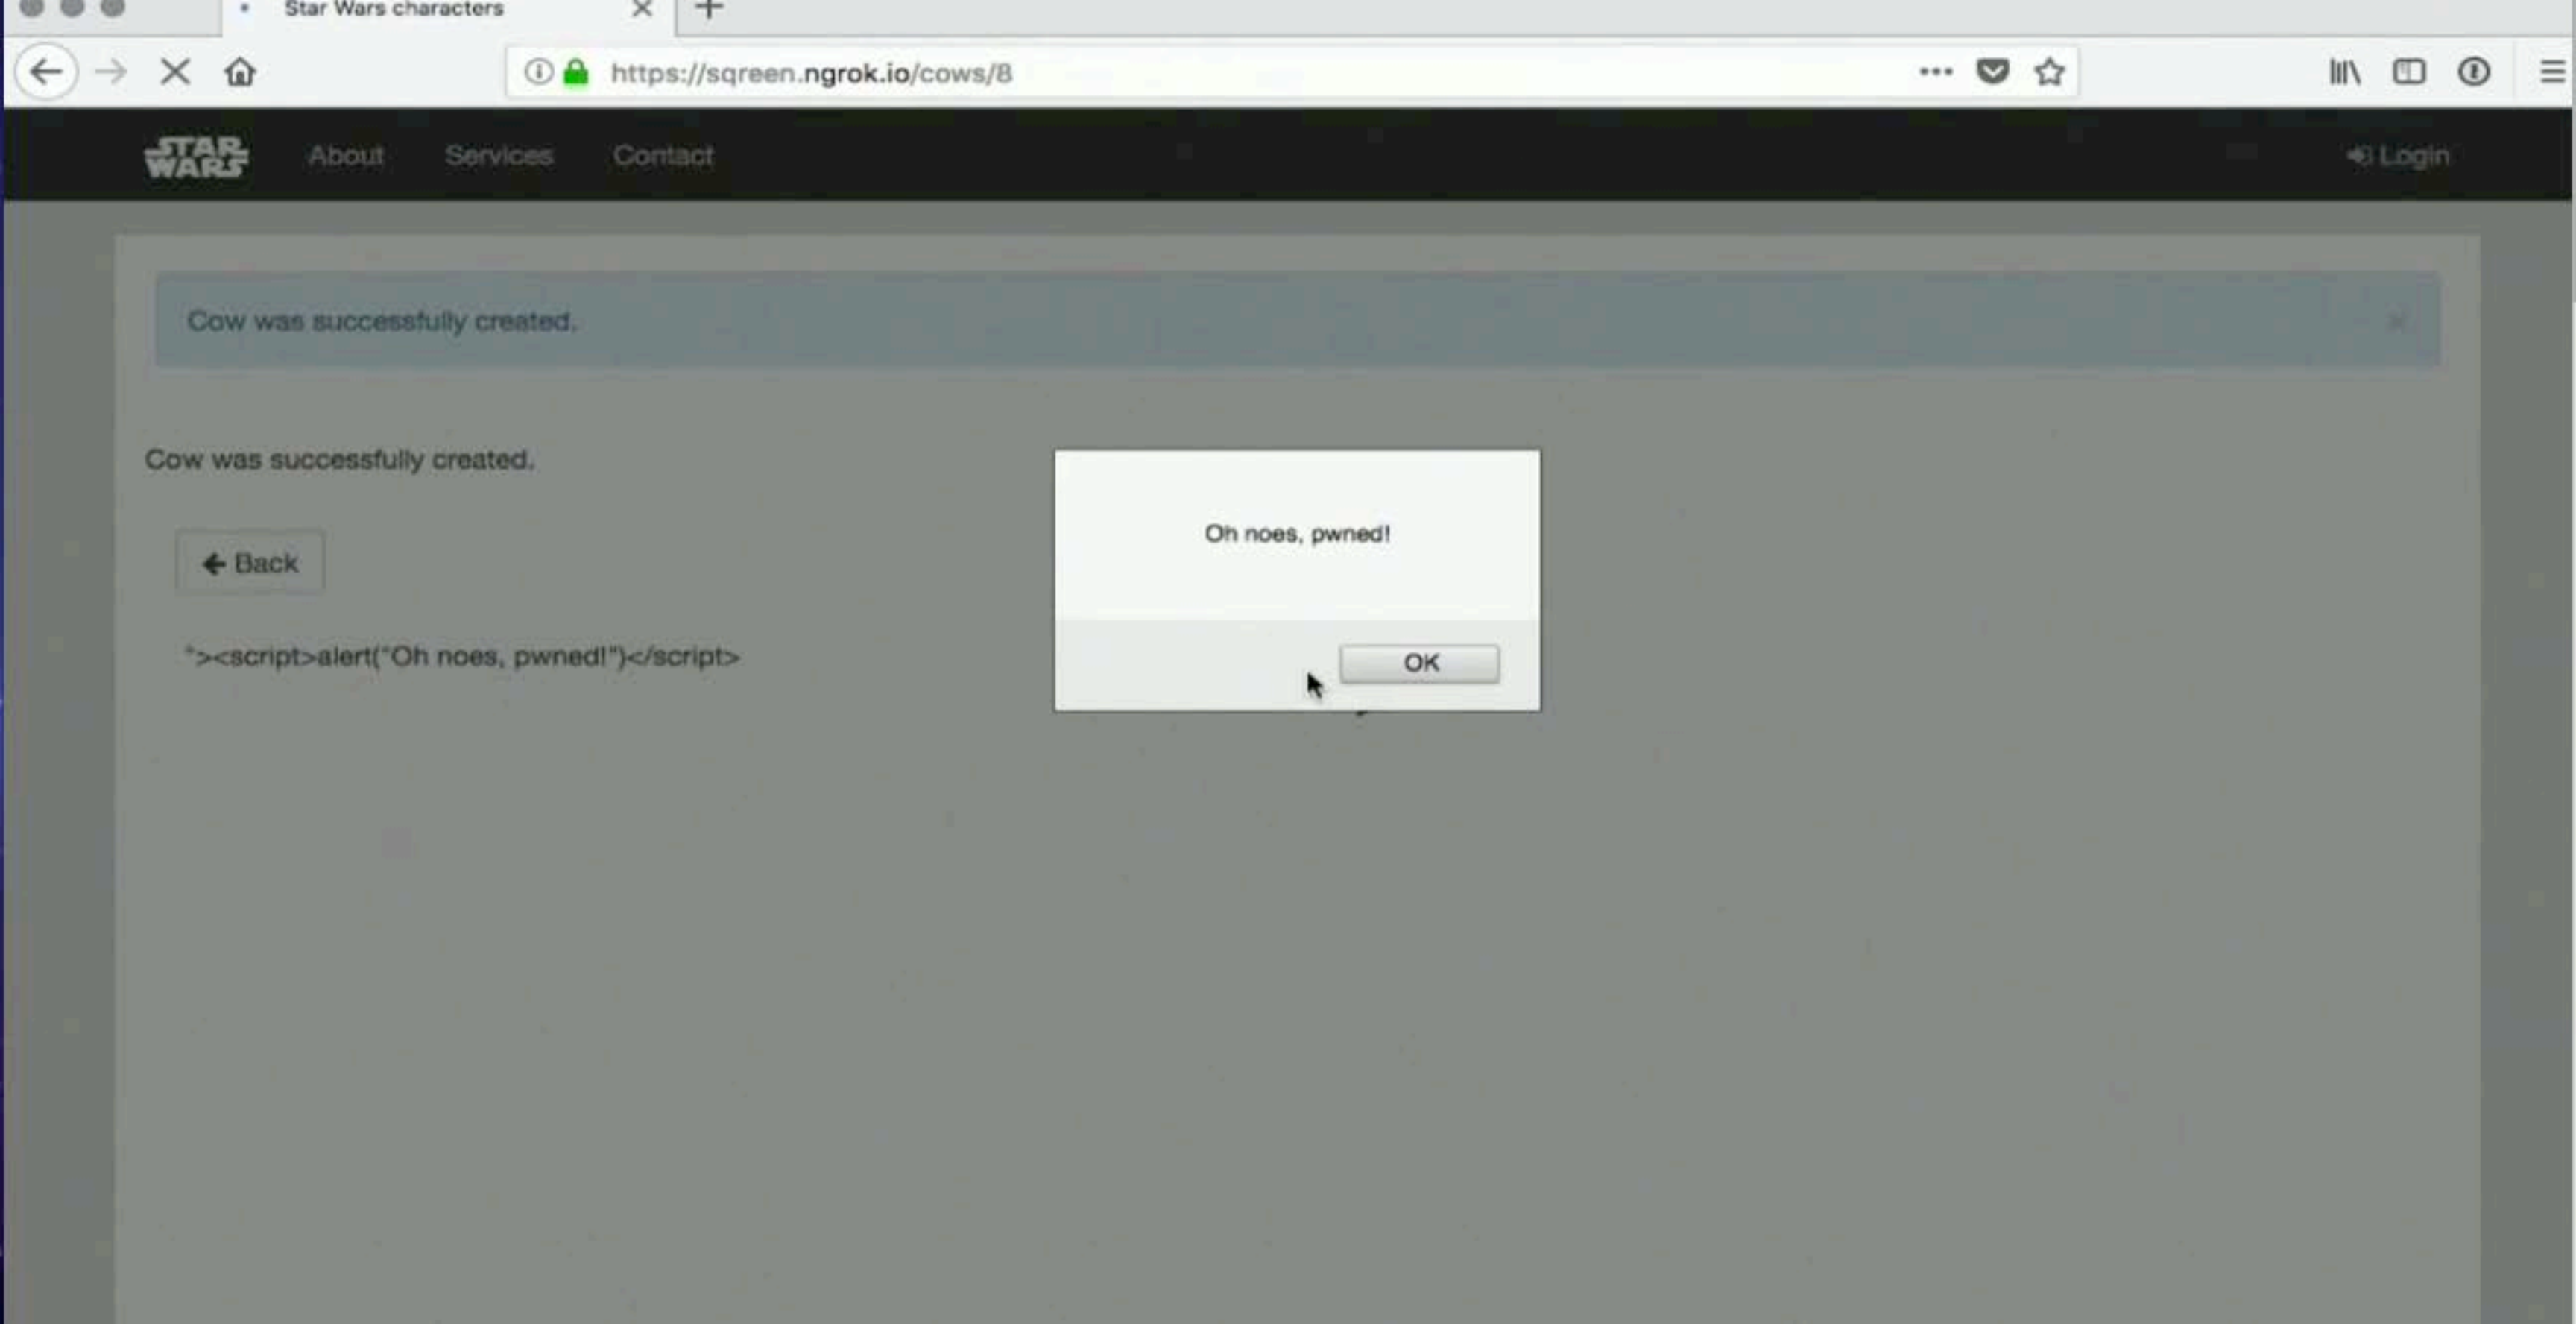 Star Wars characters
https://sqreen.ngrok.io/cows/8
STAR WARS About Services Contact Login
Cow was successfully created.
Cow was successfully created.
Back
"><script>alert("Oh noes, pwned!")</script>
Oh noes, pwned!
OK